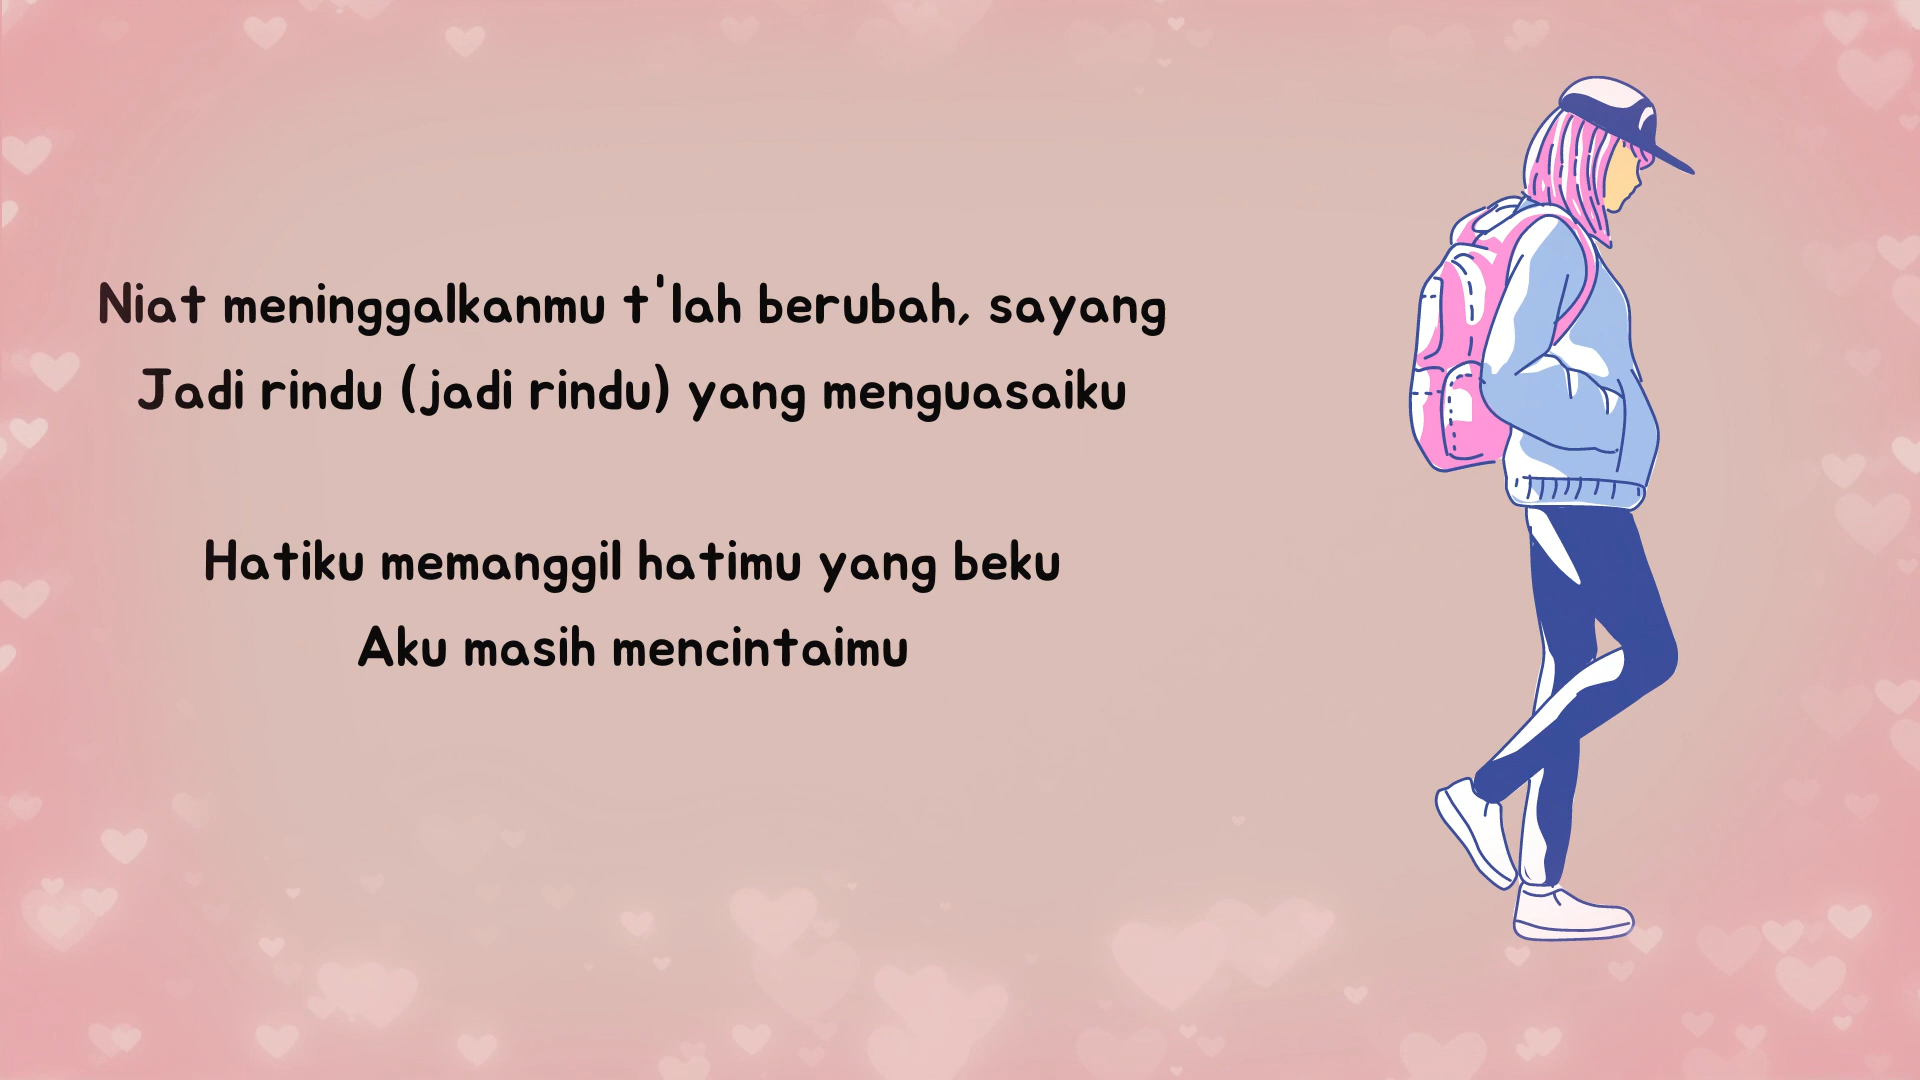 Niat meninggalkanmu t'lah berubah, sayang
Jadi rindu (jadi rindu) yang menguasaiku
Hatiku memanggil hatimu yang beku
Aku masih mencintaimu